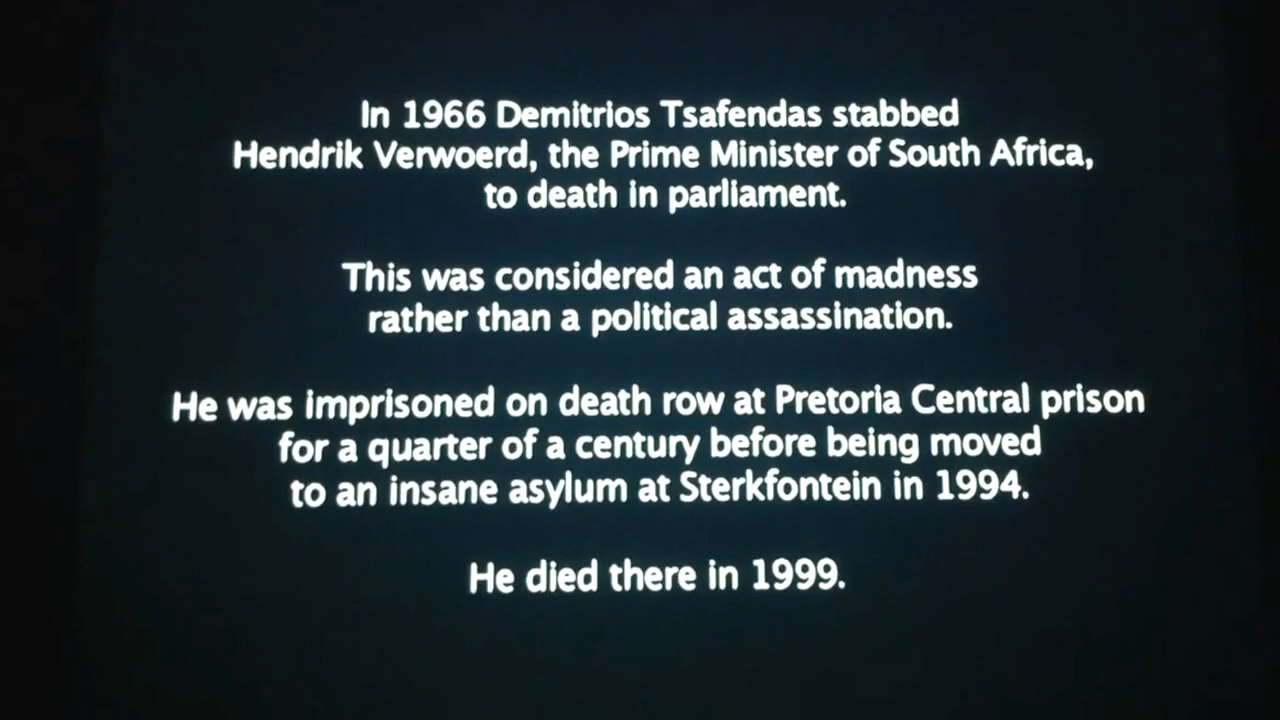 In 1966 Demitrios Tsafendas stabbed
Hendrik Verwoerd, the Prime Minister of South Africa,
to death in parliament.
This was considered an act of madness
rather than a political assassination.
He was imprisoned on death row at Pretoria Central prison
for a quarter of a century before being moved
to an insane asylum at Sterkfontein in 1994.
He died there in 1999.